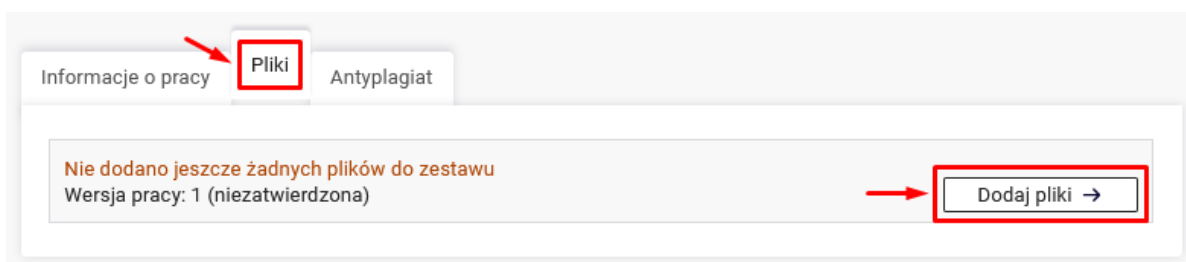 Informacje o pracy
Pliki
Antyplagiat
Nie dodano jeszcze żadnych plików do zestawu
Wersja pracy: 1 (niezatwierdzona)
Dodaj pliki →